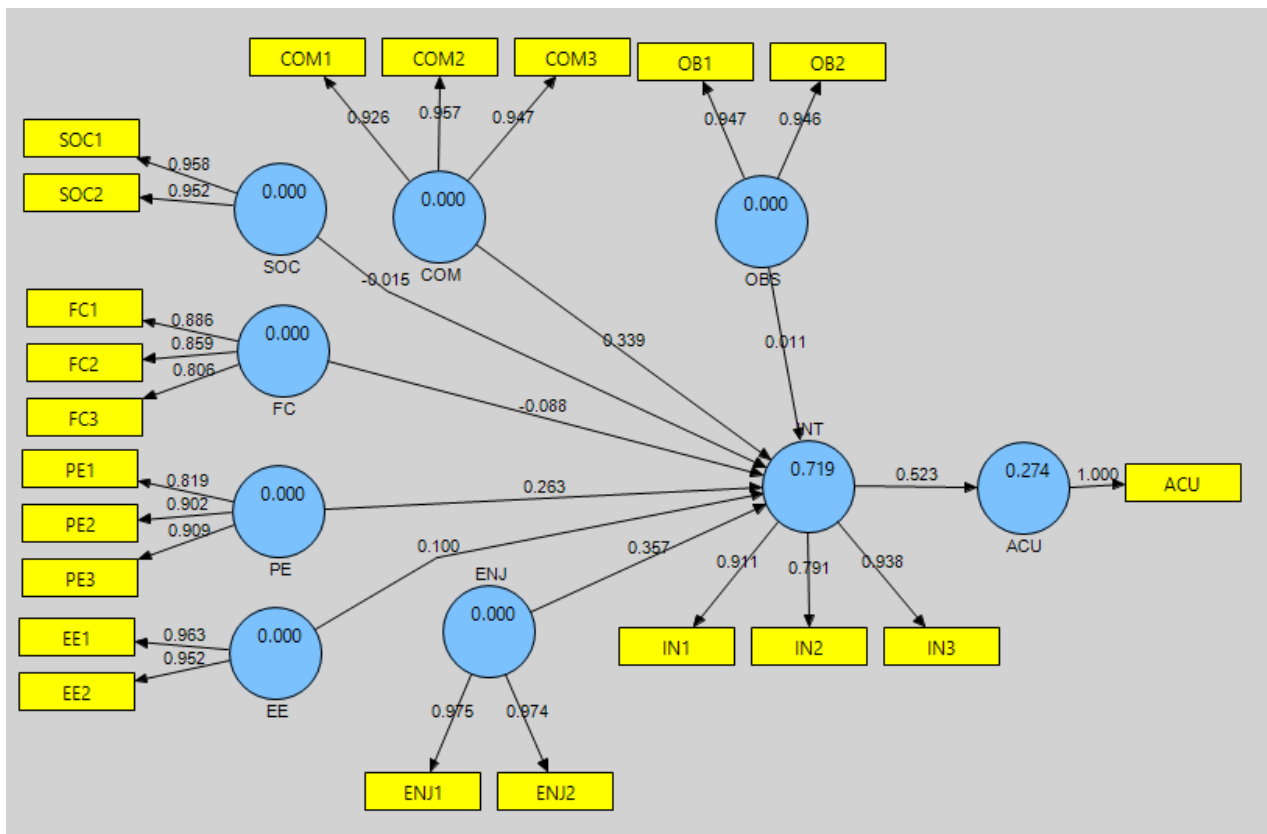 COM1
COM2
COM3
OB1
OB2
0.926
0.957
0.947
0.947
0.946
SOC1
SOC2
0.958
0.952
0.000
SOC
0.000
COM
0.000
OBS
-0.015
0.339
0.011
FC1
FC2
FC3
0.886
0.859
0.806
0.000
FC
-0.088
PE1
PE2
PE3
0.819
0.902
0.909
0.000
PE
0.263
NT
0.719
0.523
0.274
ACU
1.000
ACU
0.100
0.357
EE1
EE2
0.963
0.952
0.000
EE
ENJ
0.000
0.911
0.791
0.938
IN1
IN2
IN3
0.975
0.974
ENJ1
ENJ2